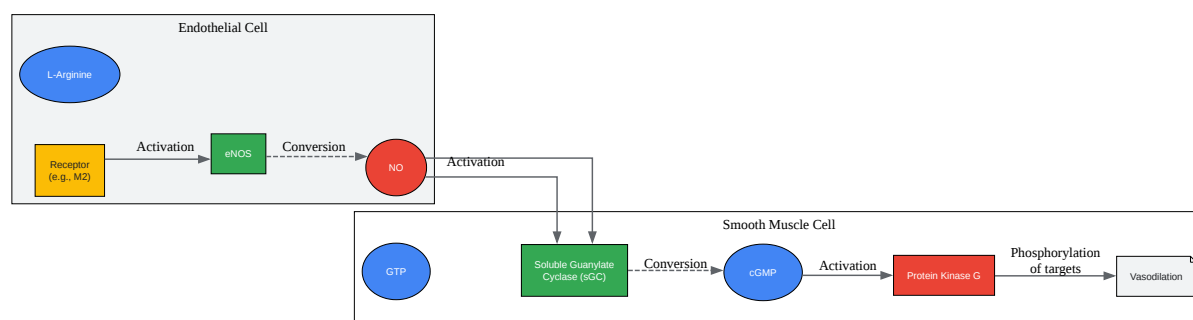 Endothelial Cell
L-Arginine
Activation
eNOS
Conversion
Receptor
(e.g., M2)
NO
Activation
Smooth Muscle Cell
GTP
Soluble Guanylate
Cyclase (sGC)
Conversion
cGMP
Activation
Protein Kinase G
Phosphorylation
of targets
Vasodilation